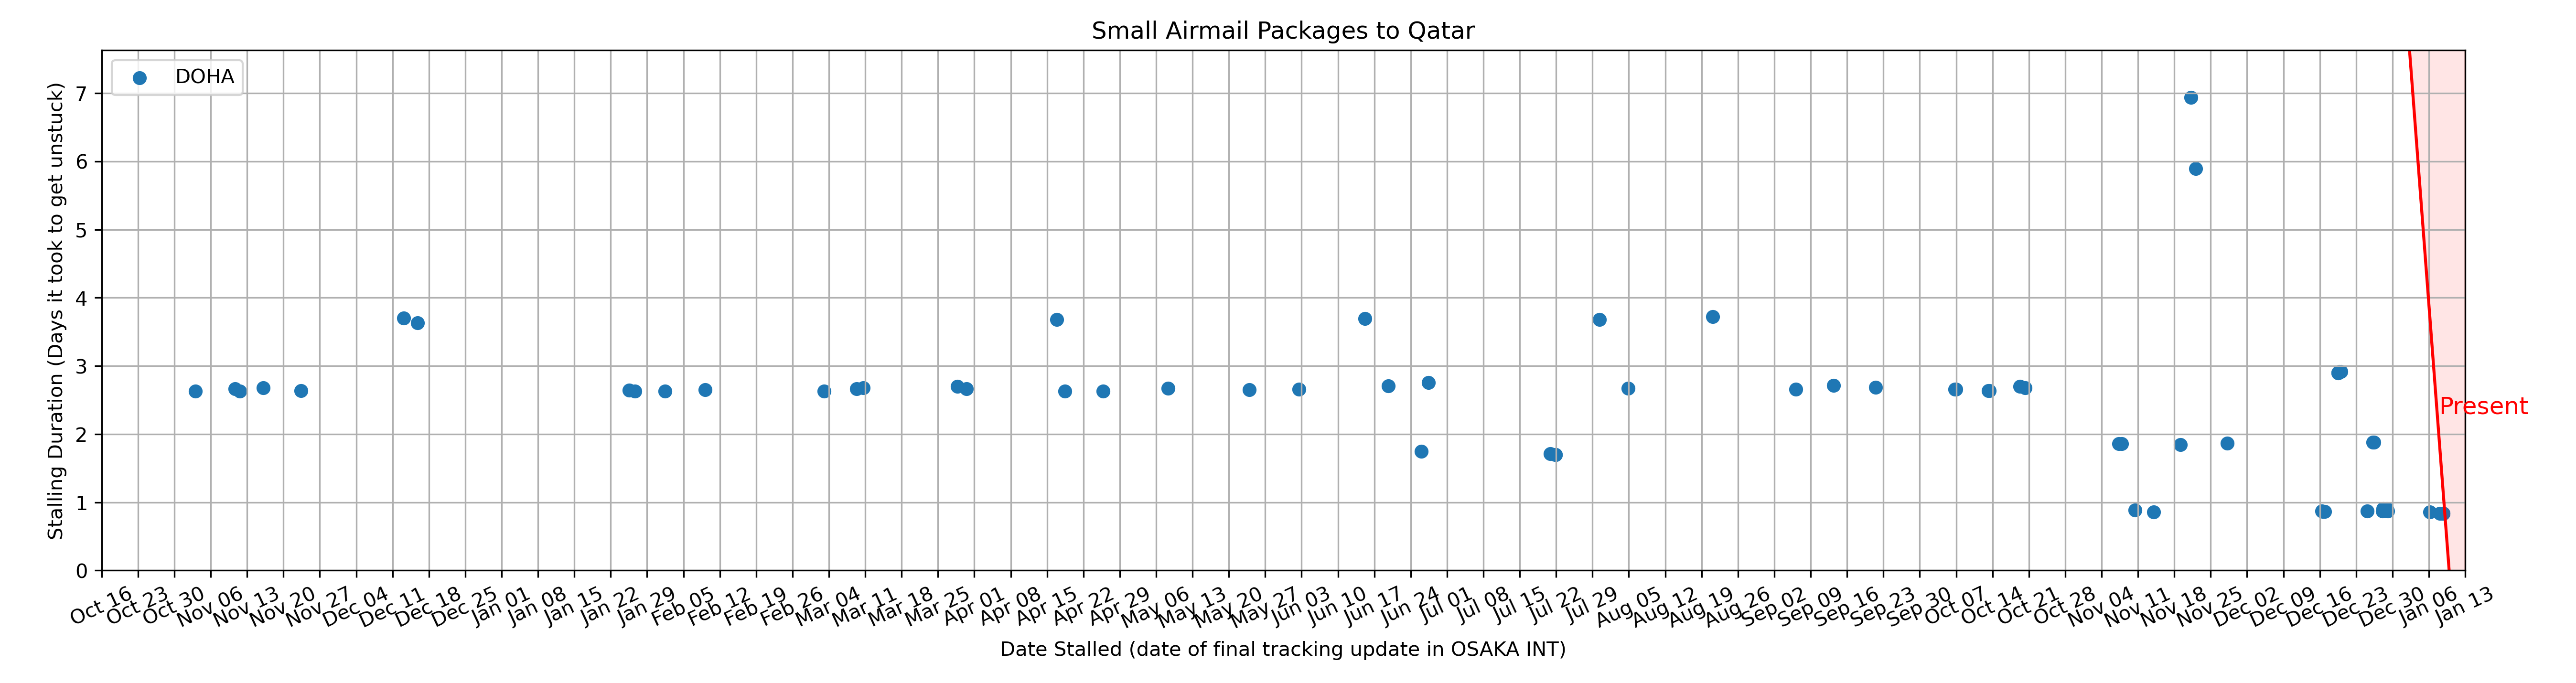 Small Airmail Packages to Qatar
DOHA
Stalling Duration (Days it took to get unstuck)
7
6
5
4
3
2
1
0
Present
Oct 16
Oct 23
Oct 30
Nov 06
Nov 13
Nov 20
Nov 27
Dec 04
Dec 11
Dec 18
Dec 25
Jan 01
Jan 08
Jan 15
Jan 22
Jan 29
Feb 05
Feb 12
Feb 19
Feb 26
Mar 04
Mar 11
Mar 18
Mar 25
Apr 01
Apr 08
Apr 15
Apr 22
Apr 29
May 06
May 13
May 20
May 27
Jun 03
Jun 10
Jun 17
Jun 24
Jul 01
Jul 08
Jul 15
Jul 22
Jul 29
Aug 05
Aug 12
Aug 19
Aug 26
Sep 02
Sep 09
Sep 16
Sep 23
Sep 30
Oct 07
Oct 14
Oct 21
Oct 28
Nov 04
Nov 11
Nov 18
Nov 25
Dec 02
Dec 09
Dec 16
Dec 23
Dec 30
Jan 06
Jan 13
Date Stalled (date of final tracking update in OSAKA INT)